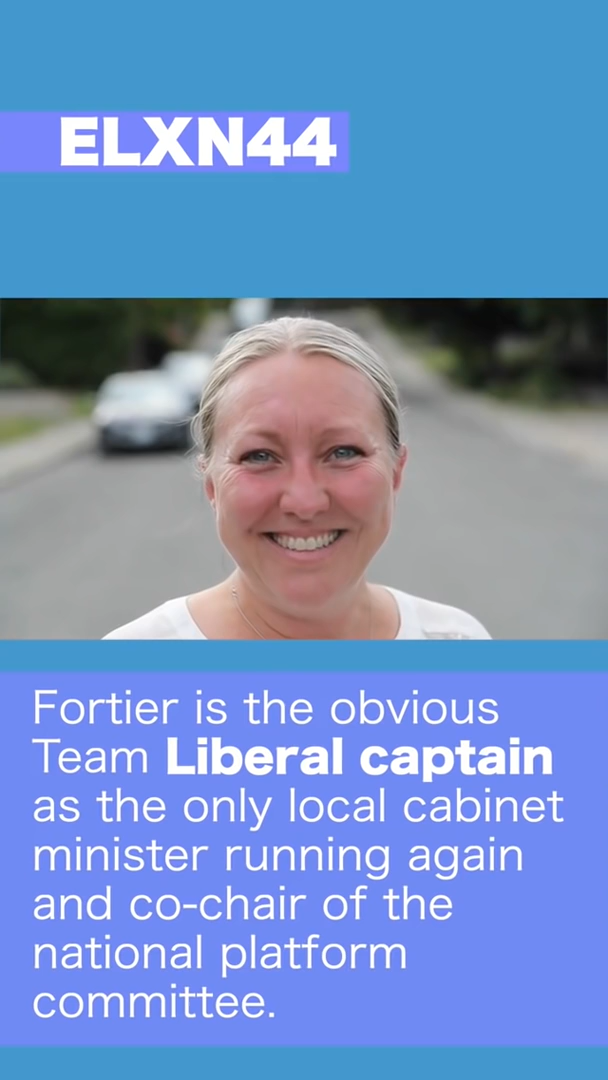 ELXN44
Fortier is the obvious
Team Liberal captain
as the only local cabinet
minister running again
and co-chair of the
national platform
committee.